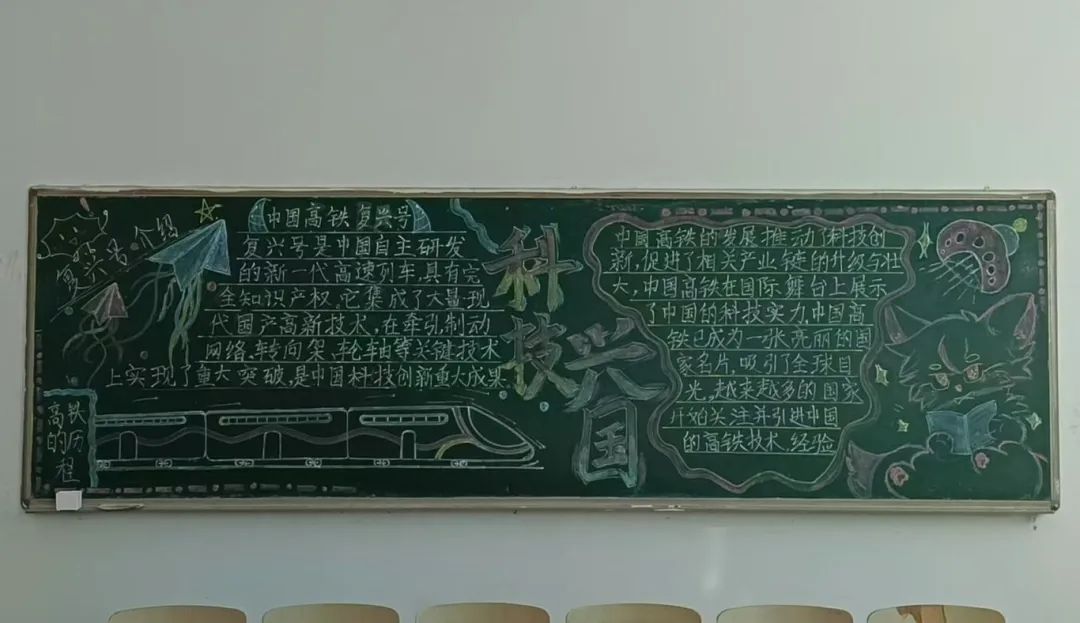 复兴号介绍
中国高铁复兴号
复兴号是中国自主研发
的新一代高速列车,具有完
全知识产权,它集成了大量现
代国产高新技术,在牵引,制动
网络,转向架,轮轴等关键技术
上实现了重大突破,是中国科技创新重大成果.
高铁
的历
程
科技兴国
中国高铁的发展推动了科技创
新,促进了相关产业链的升级与壮
大,中国高铁在国际舞台上展示
了中国的科技实力,中国高
铁已成为一张亮丽的国
家名片,吸引了全球目
光,越来越多的国家
开始关注并引进中国
的高铁技术,经验